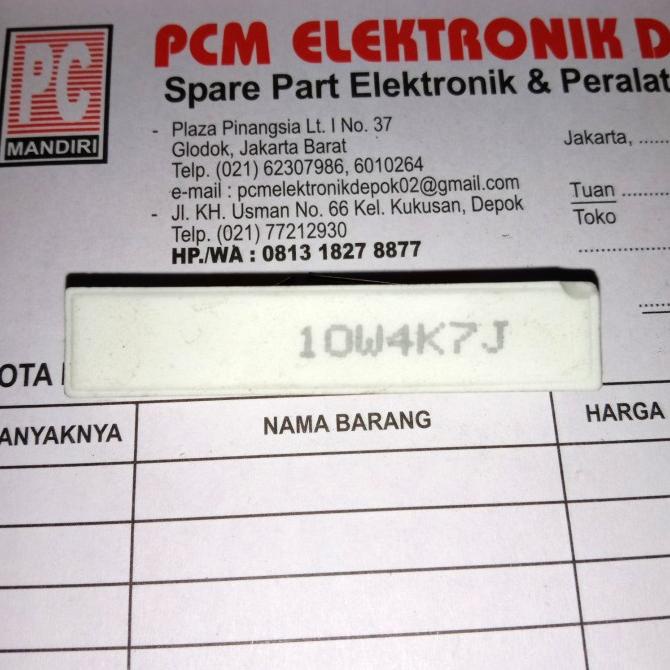 PC
MANDIRI
PCM ELEKTRONIK D
Spare Part Elektronik & Peralat
- Plaza Pinangsia Lt. I No. 37
Glodok, Jakarta Barat
Telp. (021) 62307986, 6010264
e-mail : pcmelektronikdepok02@gmail.com
- Jl. KH. Usman No. 66 Kel. Kukusan, Depok
Telp. (021) 77212930
HP./WA : 0813 1827 8877
Jakarta, ......
Tuan ..........
Toko
10W4K7J
OTA
ANYAKNYA
NAMA BARANG
HARGA